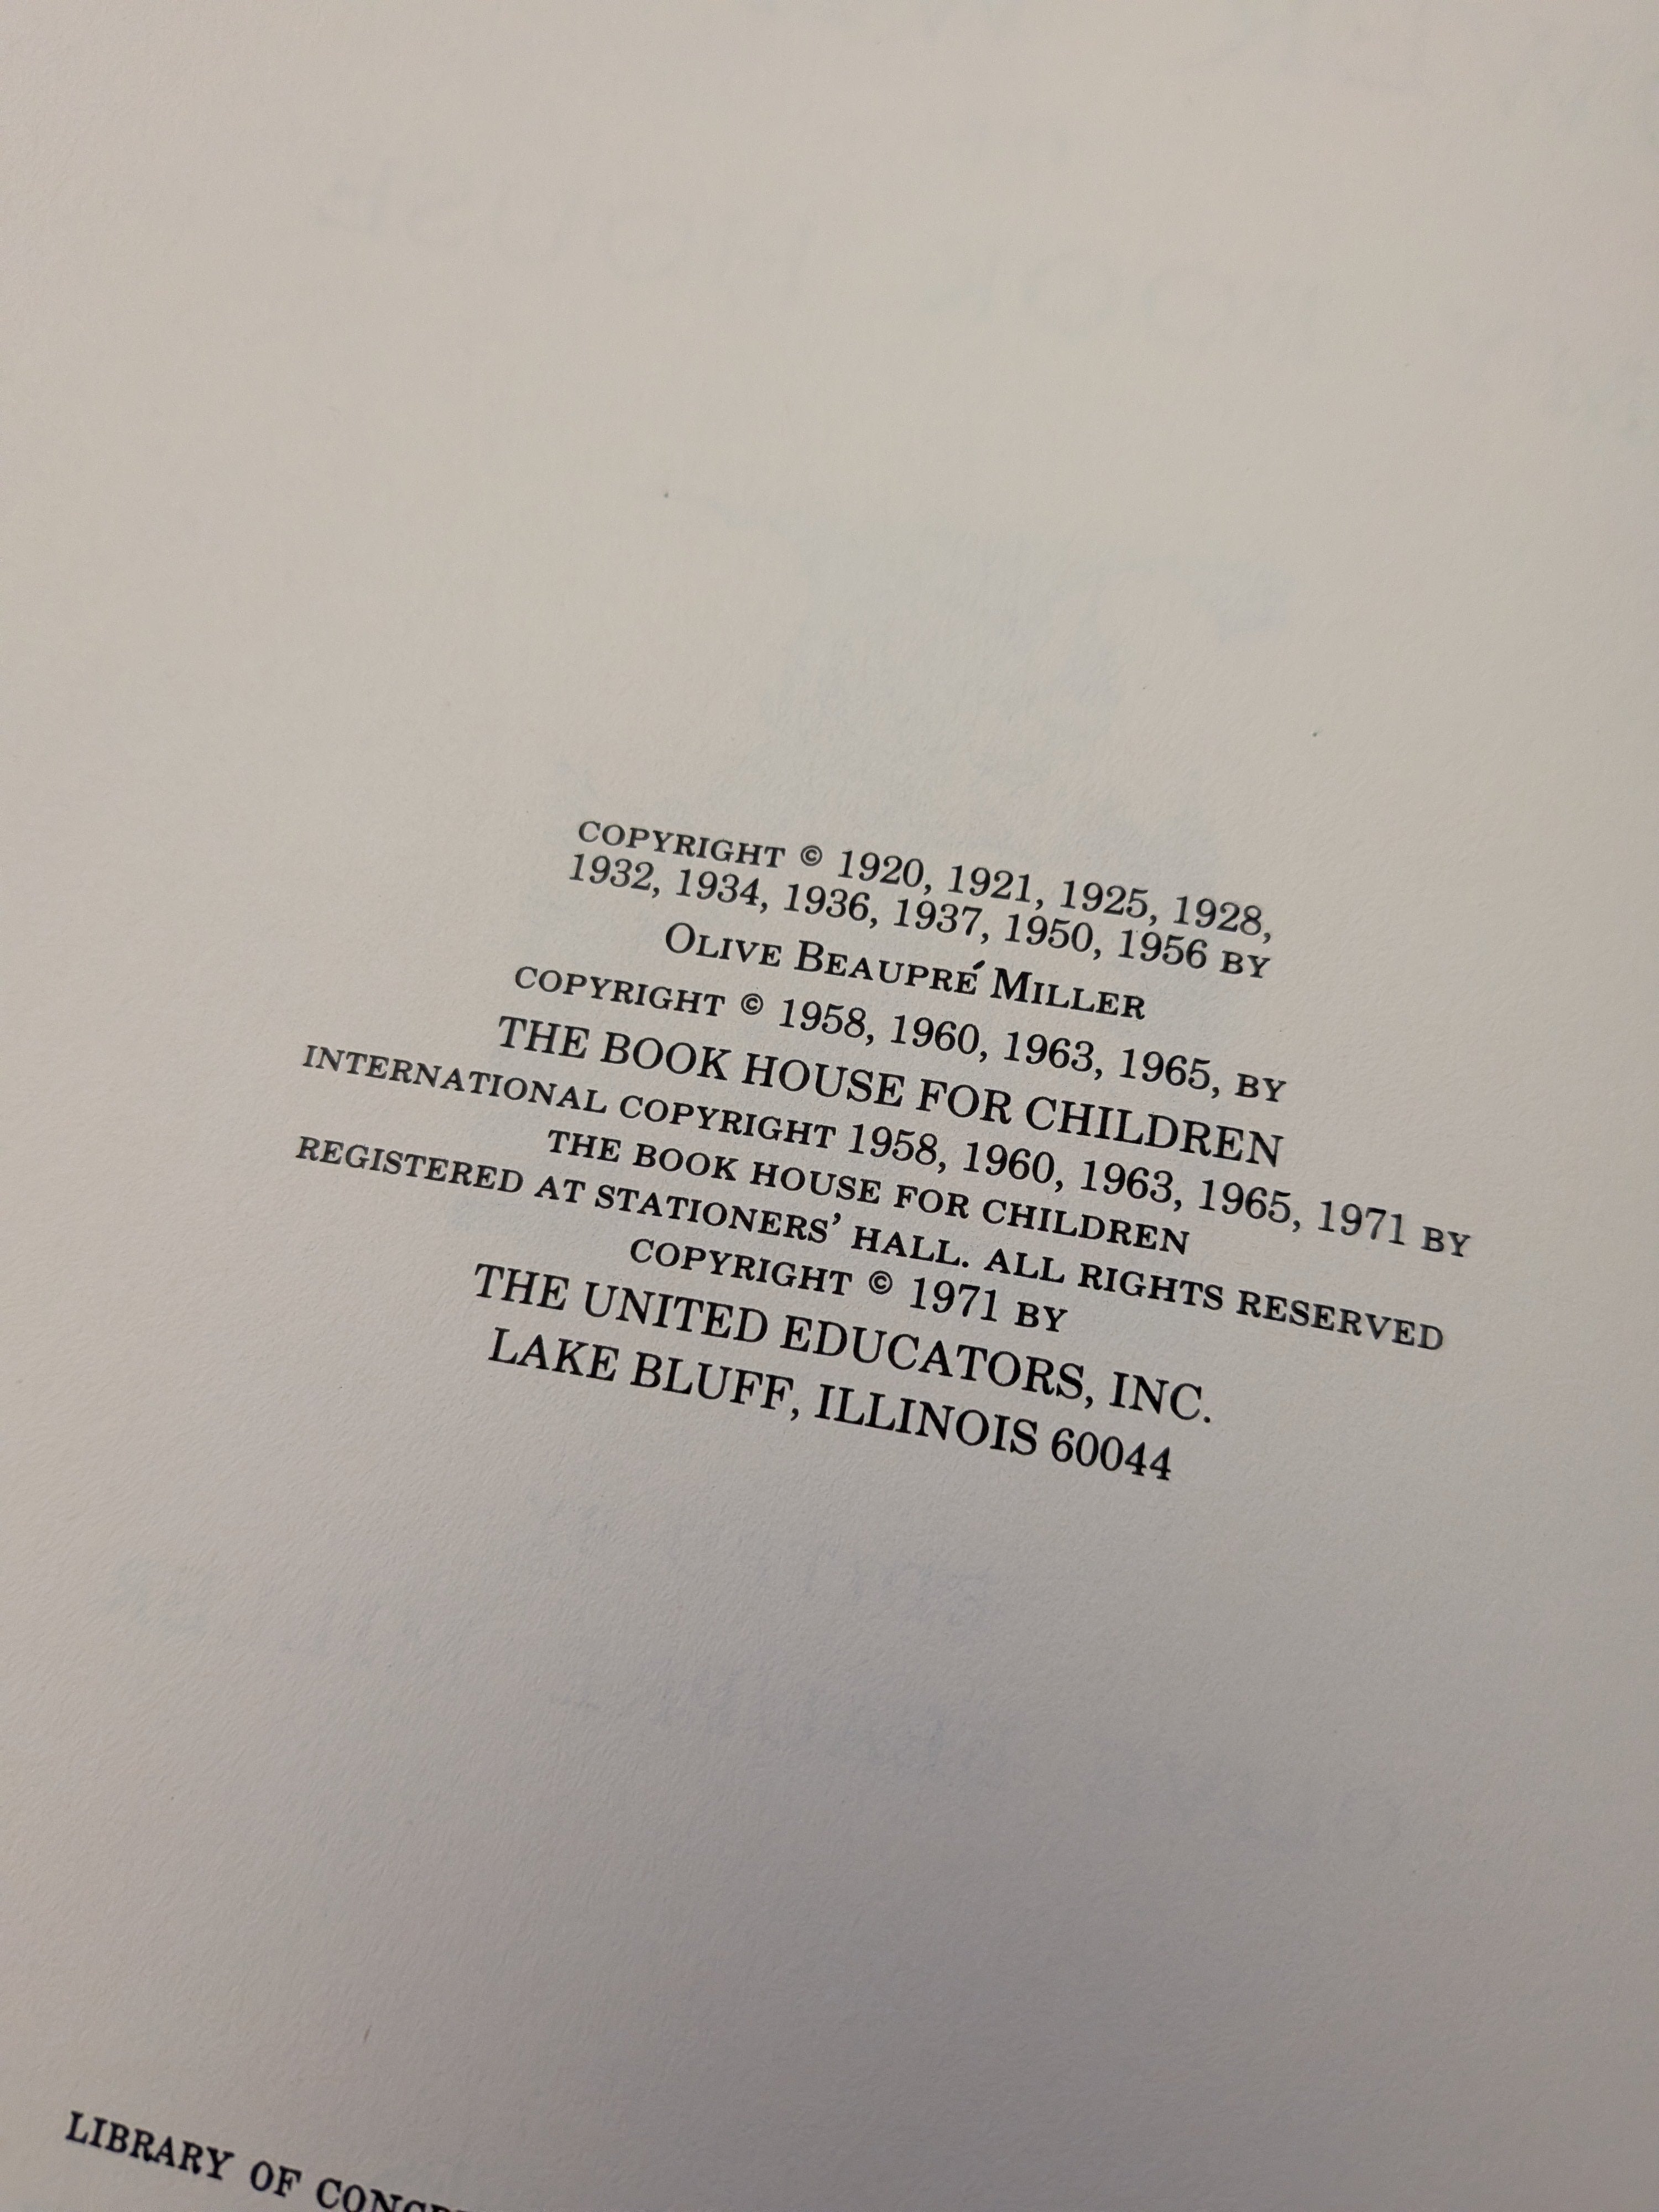 COPYRIGHT © 1920, 1921, 1925, 1928,
1932, 1934, 1936, 1937, 1950, 1956 BY
OLIVE BEAUPRÉ MILLER
COPYRIGHT © 1958, 1960, 1963, 1965, BY
THE BOOK HOUSE FOR CHILDREN
INTERNATIONAL COPYRIGHT 1958, 1960, 1963, 1965, 1971 BY
THE BOOK HOUSE FOR CHILDREN
REGISTERED AT STATIONERS' HALL. ALL RIGHTS RESERVED
COPYRIGHT © 1971 BY
THE UNITED EDUCATORS, INC.
LAKE BLUFF, ILLINOIS 60044
LIBRARY OF